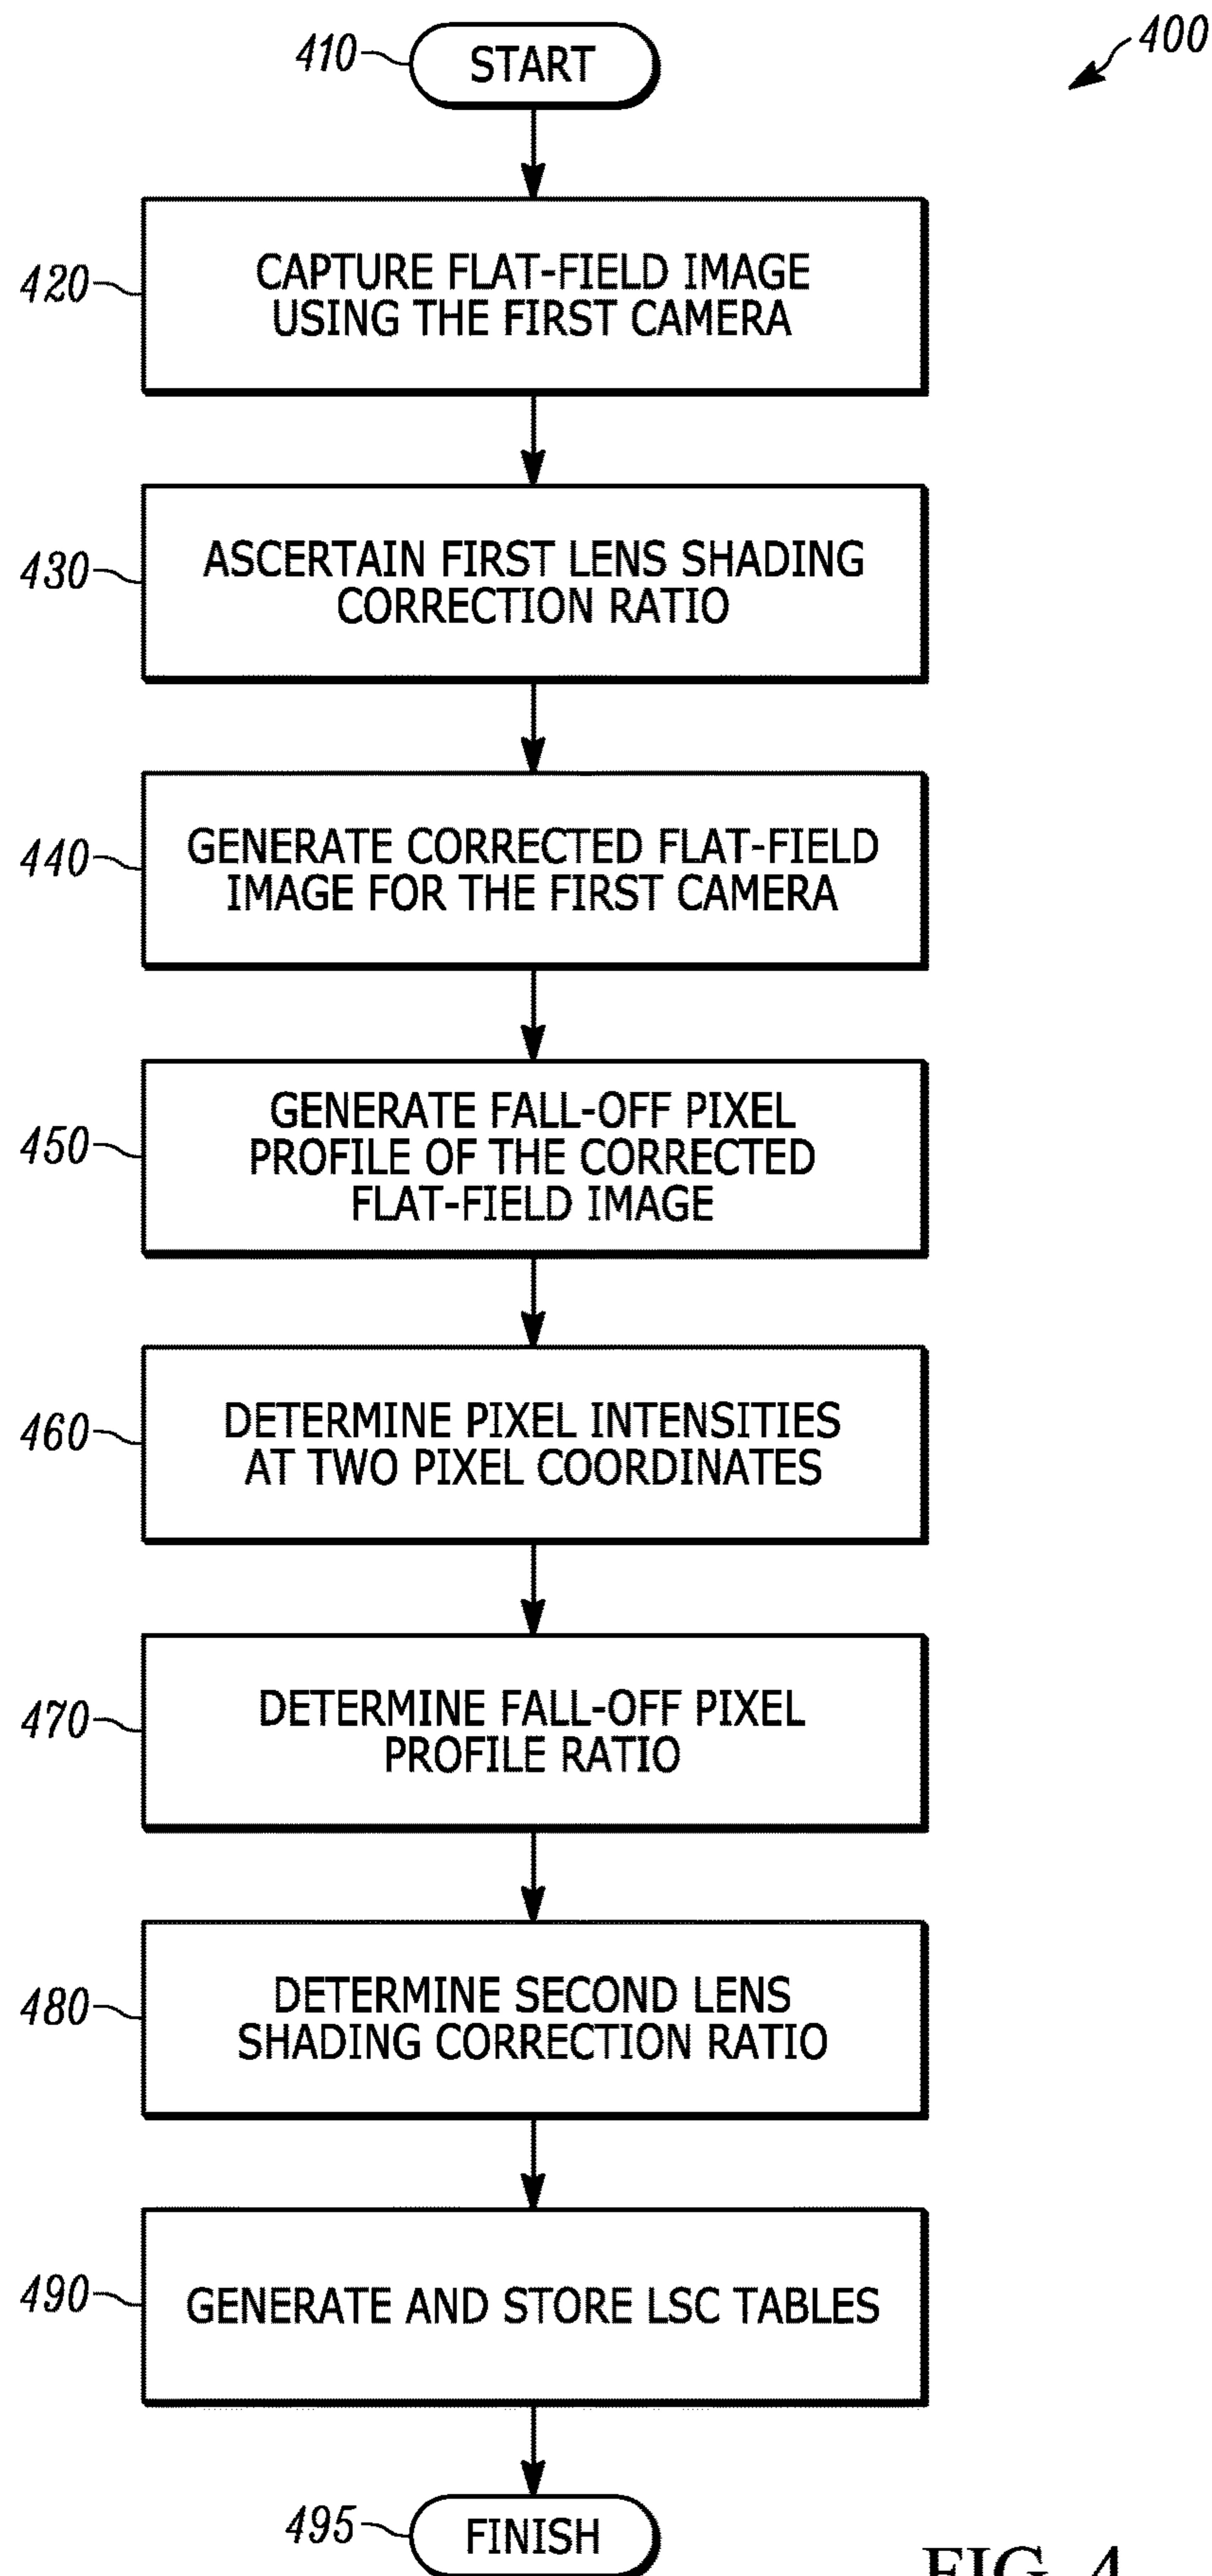 400
410
START
420
CAPTURE FLAT-FIELD IMAGE
USING THE FIRST CAMERA
430
ASCERTAIN FIRST LENS SHADING
CORRECTION RATIO
440
GENERATE CORRECTED FLAT-FIELD
IMAGE FOR THE FIRST CAMERA
450
GENERATE FALL-OFF PIXEL
PROFILE OF THE CORRECTED
FLAT-FIELD IMAGE
460
DETERMINE PIXEL INTENSITIES
AT TWO PIXEL COORDINATES
470
DETERMINE FALL-OFF PIXEL
PROFILE RATIO
480
DETERMINE SECOND LENS
SHADING CORRECTION RATIO
490
GENERATE AND STORE LSC TABLES
495
FINISH
FIG. 4